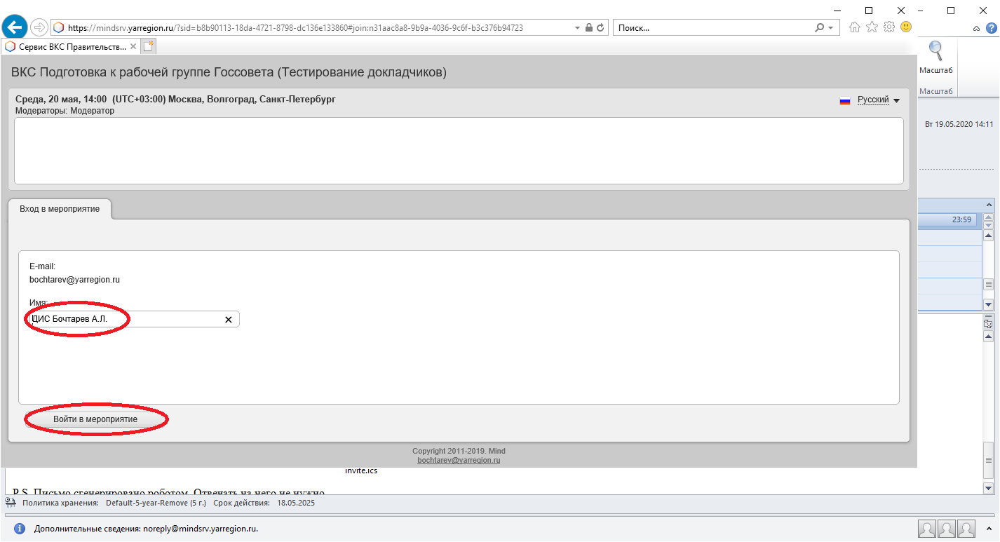 https://mindsrv.yarregion.ru/?sid=b8b90113-18da-4721-8798-dc136e133860#join:n31aac8a8-9b9a-4036-9c6f-b3c376b94723
Поиск...
Сервис ВКС Правительств...
Масштаб
Масштаб
ВКС Подготовка к рабочей группе Госсовета (Тестирование докладчиков)
Среда, 20 мая, 14:00 (UTC+03:00) Москва, Волгоград, Санкт-Петербург
Русский
Модераторы: Модератор
Вт 19.05.2020 14:11
Вход в мероприятие
23:59
E-mail:
bochtarev@yarregion.ru
Имя:
ДИС Бочтарев А.Л.
Войти в мероприятие
Copyright 2011-2019. Mind
bochtarev@yarregion.ru
invite.ics
P.S. Письмо сгенерировано роботом. Отвечать на него не нужно
Политика хранения: Default-5-year-Remove (5 г.) Срок действия: 18.05.2025
Дополнительные сведения: noreply@mindsrv.yarregion.ru.